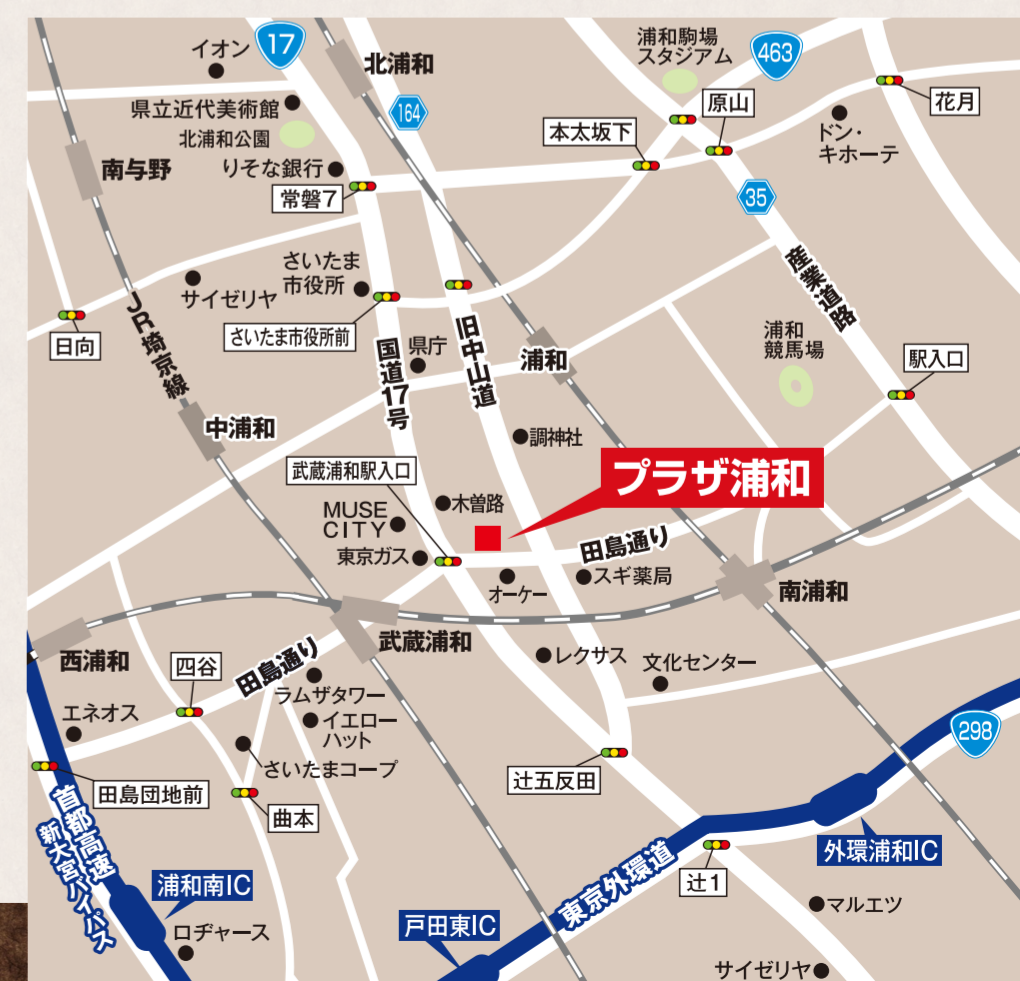 イオン
17
北浦和
浦和駒場
スタジアム
463
県立近代美術館
北浦和公園
164
原山
花月
本太坂下
ドン・
キホーテ
南与野
りそな銀行
常磐7
35
さいたま
市役所
サイゼリヤ
産業道路
日向
さいたま市役所前
JR埼京線
国道17号
県庁
旧中山道
浦和
浦和
競馬場
駅入口
中浦和
調神社
武蔵浦和駅入口
プラザ浦和
木曽路
MUSE
CITY
東京ガス
田島通り
オーケー
スギ薬局
南浦和
武蔵浦和
西浦和
四谷
田島通り
レクサス
文化センター
ラムザタワー
エネオス
イエロー
ハット
さいたまコープ
298
田島団地前
曲本
辻五反田
首都高速
新大宮バイパス
外環浦和IC
浦和南IC
東京外環道
辻1
戸田東IC
マルエツ
ロヂャース
サイゼリヤ